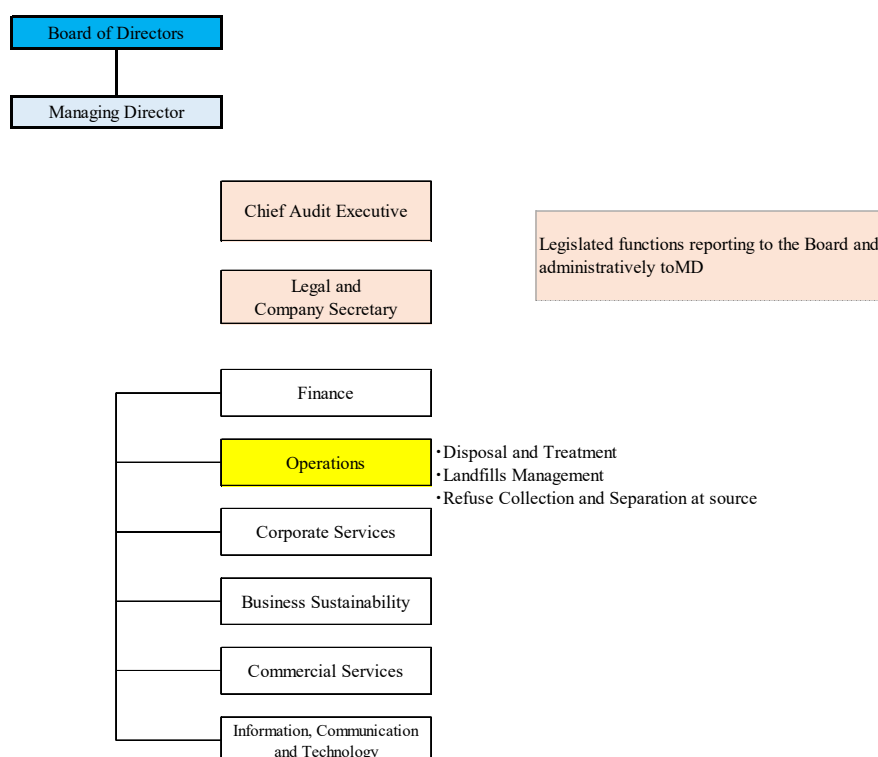 Board of Directors
Managing Director
Chief Audit Executive
Legislated functions reporting to the Board and
administratively toMD
Legal and
Company Secretary
Finance
Operations
・Disposal and Treatment
・Landfills Management
・Refuse Collection and Separation at source
Corporate Services
Business Sustainability
Commercial Services
Information, Communication
and Technology